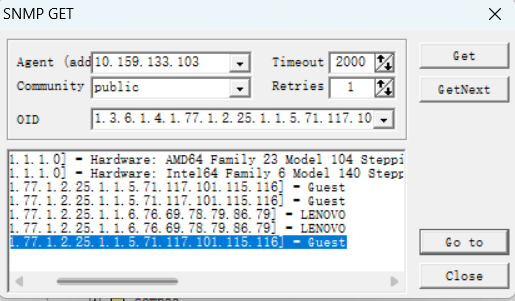 SNMP GET
Agent (add 10.159.133.103 Timeout 2000 Get
Community public Retries 1 GetNext
OID 1.3.6.1.4.1.77.1.2.25.1.1.5.71.117.10
1.1.1.0] = Hardware: AMD64 Family 23 Model 104 Steppi
1.1.1.0] = Hardware: Intel64 Family 6 Model 140 Stepp
1.77.1.2.25.1.1.5.71.117.101.115.116] = Guest
1.77.1.2.25.1.1.5.71.117.101.115.116] = Guest
1.77.1.2.25.1.1.6.76.69.78.79.86.79] = LENOVO
1.77.1.2.25.1.1.6.76.69.78.79.86.79] = LENOVO
1.77.1.2.25.1.1.5.71.117.101.115.116] = Guest
Go to
Close